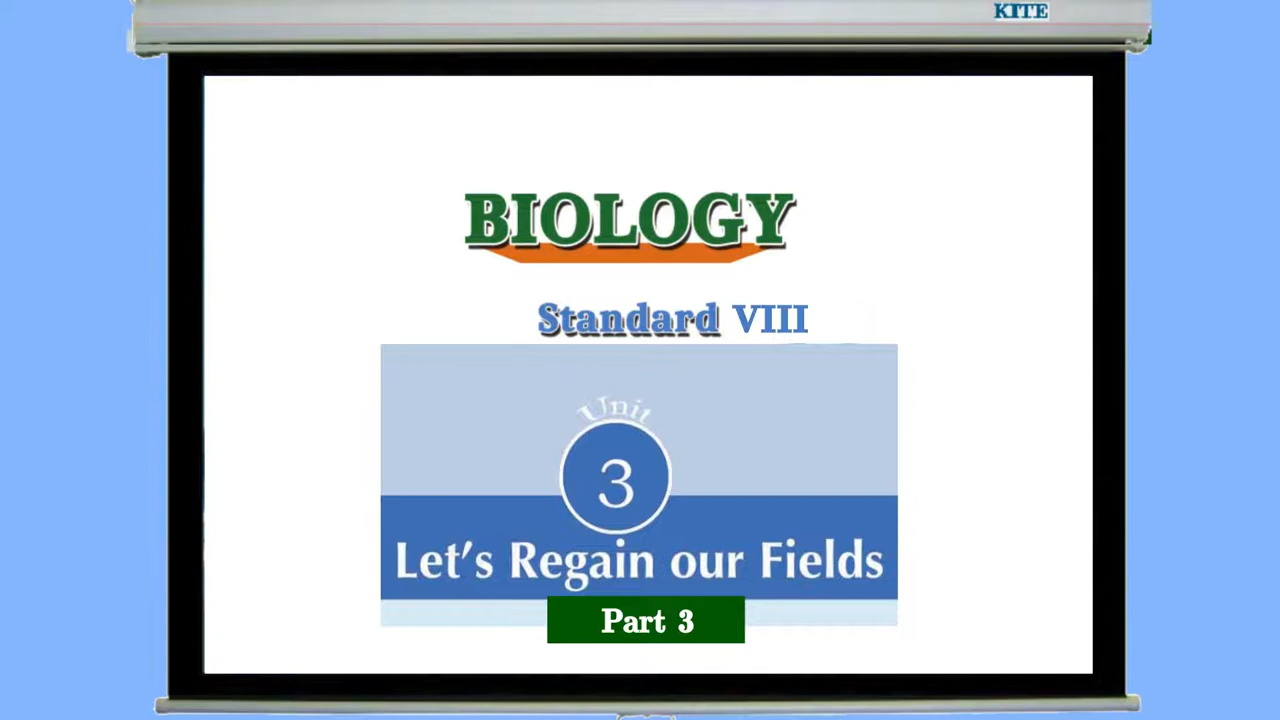 KITE
BIOLOGY
Standard VIII
Unit
3
Let's Regain our Fields
Part 3